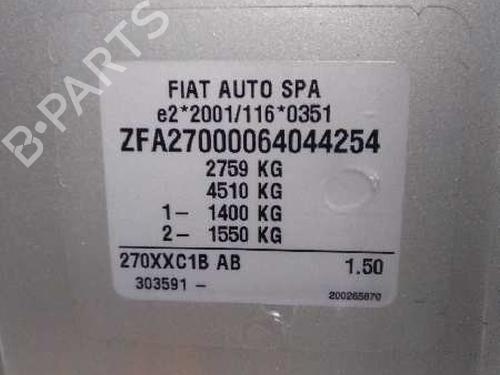 B-PARTS
FIAT AUTO SPA
e2*2001/116*0351
ZFA27000064044254
2759 KG
4510 KG
1- 1400 KG
2- 1550 KG
270XXC1B AB 1.50
303591 - 200265870